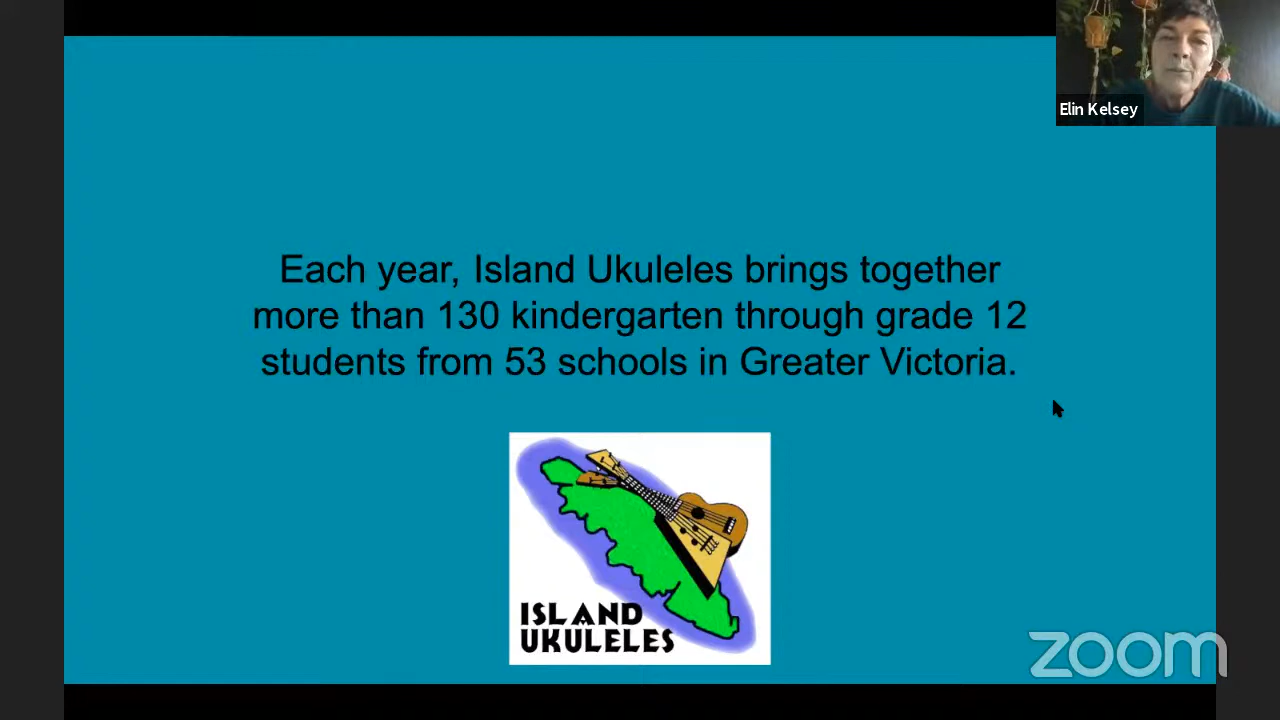 Elin Kelsey
Each year, Island Ukuleles brings together
more than 130 kindergarten through grade 12
students from 53 schools in Greater Victoria.
ISLAND
UKULELES
zoom